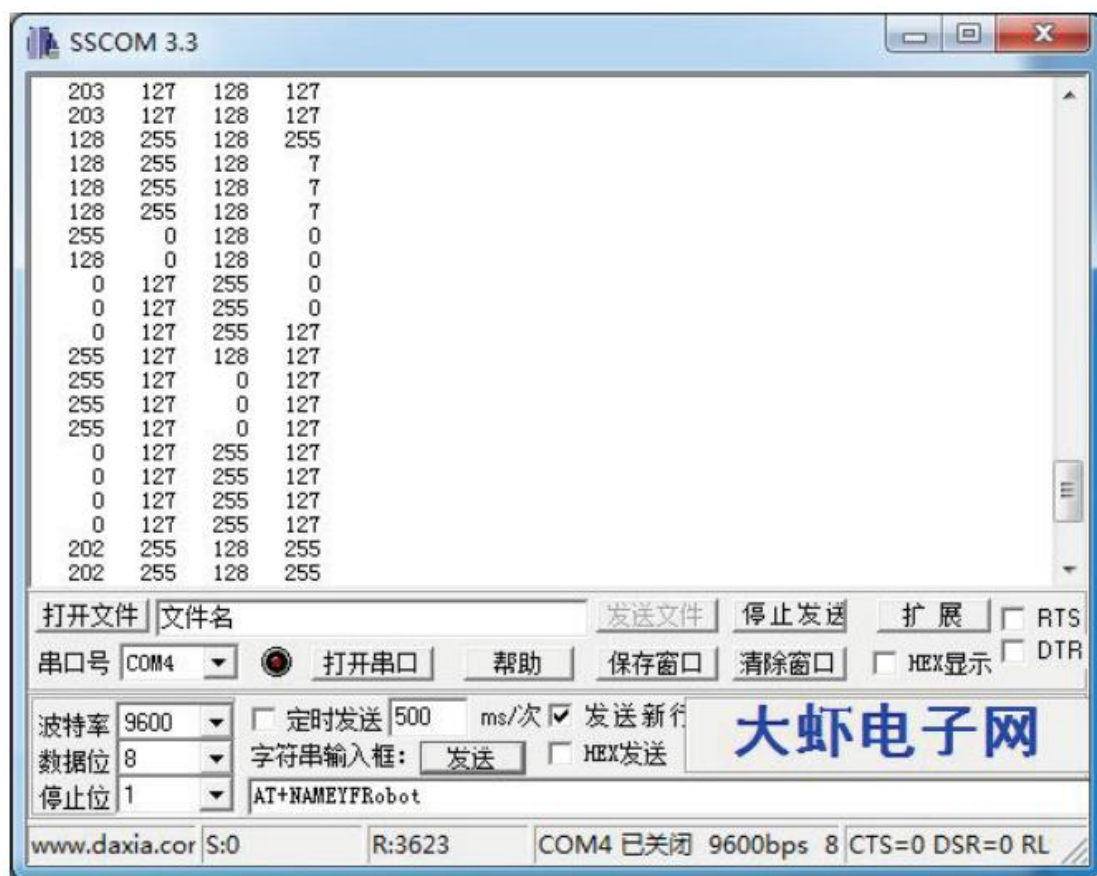 SSCOM 3.3
203 127 128 127
203 127 128 127
128 255 128 255
128 255 128 7
128 255 128 7
128 255 128 7
255 0 128 0
128 0 128 0
0 127 255 0
0 127 255 0
0 127 255 127
255 127 128 127
255 127 0 127
255 127 0 127
255 127 0 127
0 127 255 127
0 127 255 127
0 127 255 127
0 127 255 127
202 255 128 255
202 255 128 255
打开文件 文件名 发送文件 停止发送 扩展 RTS
串口号 COM4 打开串口 帮助 保存窗口 清除窗口 HEX显示 DTR
波特率 9600 定时发送 500 ms/次 发送新行 大虾电子网
数据位 8 字符串输入框: 发送 HEX发送
停止位 1 AT+NAMEYFRobot
www.daxia.cor S:0 R:3623 COM4 已关闭 9600bps 8 CTS=0 DSR=0 RL